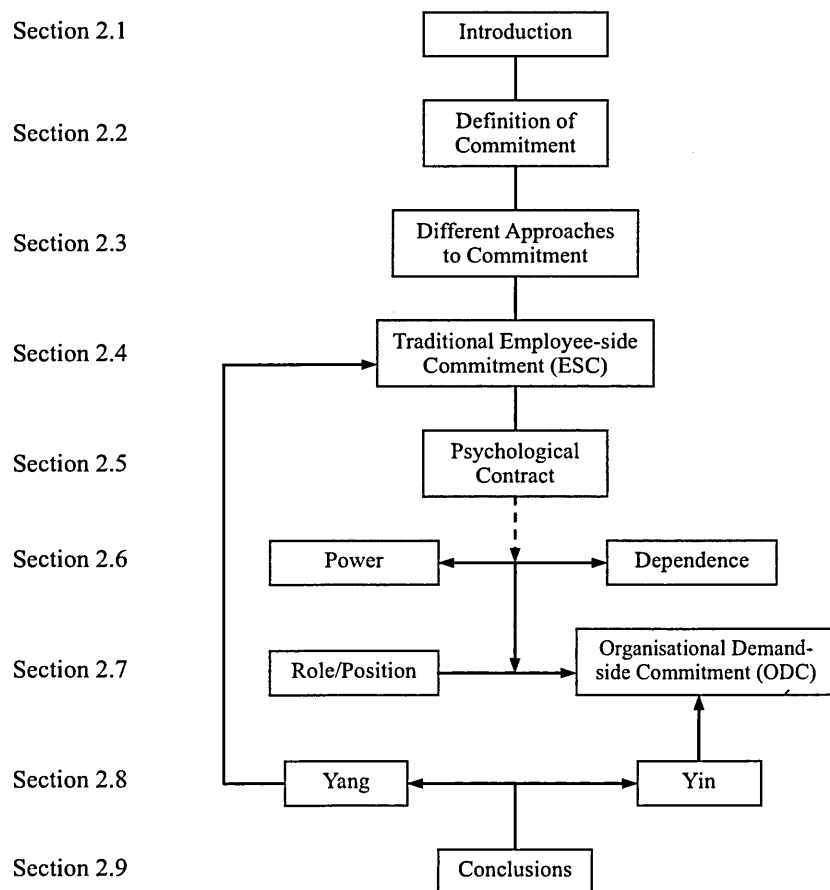 Section 2.1
Introduction
Section 2.2
Definition of
Commitment
Section 2.3
Different Approaches
to Commitment
Section 2.4
Traditional Employee-side
Commitment (ESC)
Section 2.5
Psychological
Contract
Section 2.6
Power
Dependence
Section 2.7
Role/Position
Organisational Demand-
side Commitment (ODC)
Section 2.8
Yang
Yin
Section 2.9
Conclusions